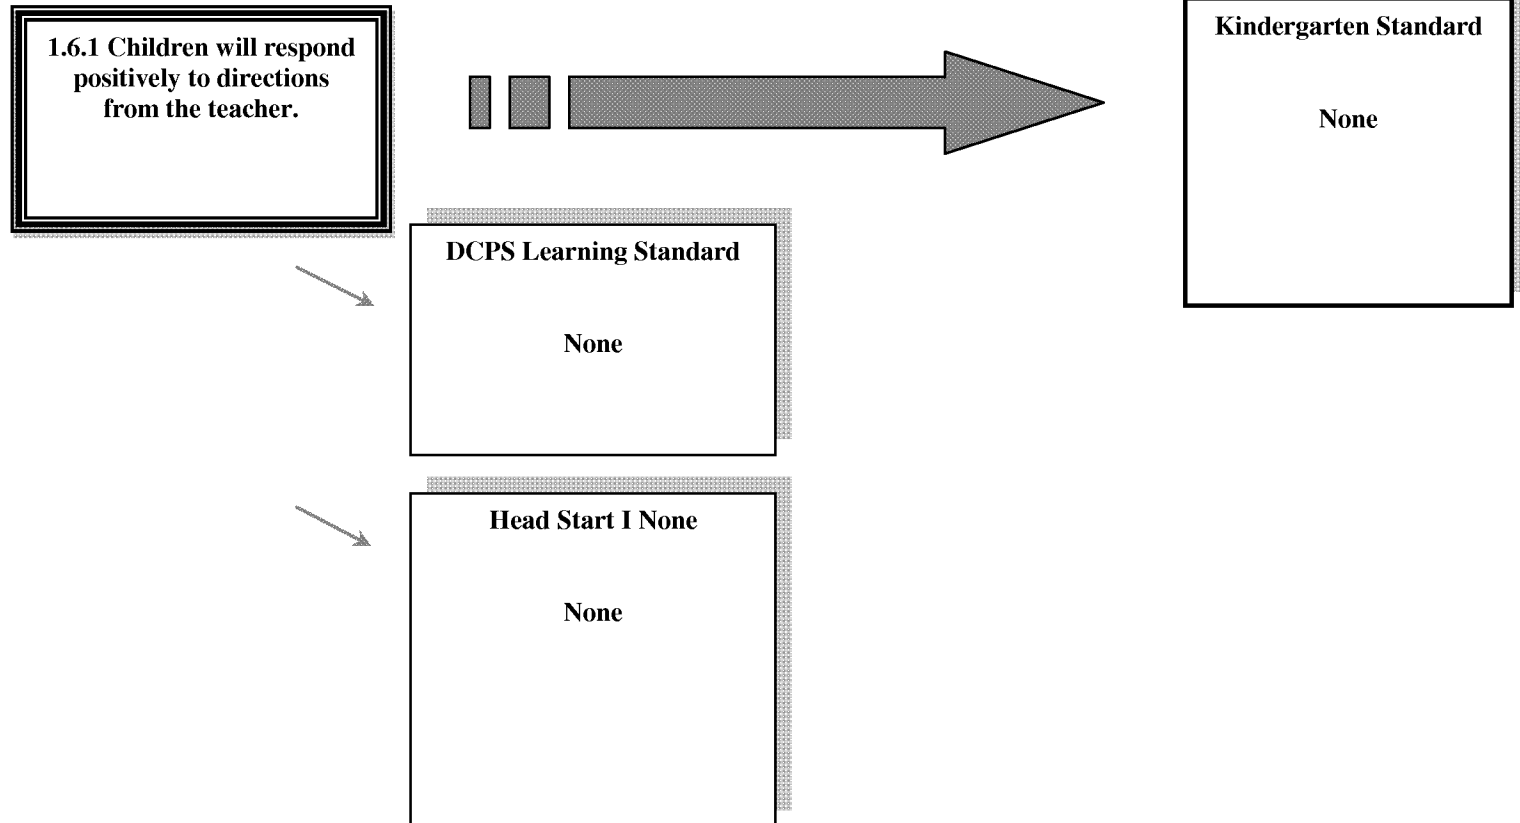 1.6.1 Children will respond
positively to directions
from the teacher.
Kindergarten Standard
None
DCPS Learning Standard
None
Head Start I None
None